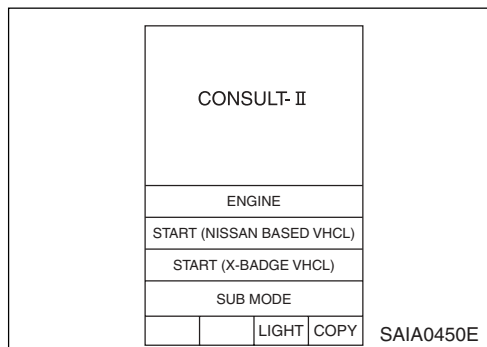 CONSULT-II
ENGINE
START (NISSAN BASED VHCL)
START (X-BADGE VHCL)
SUB MODE
LIGHT COPY
SAIA0450E